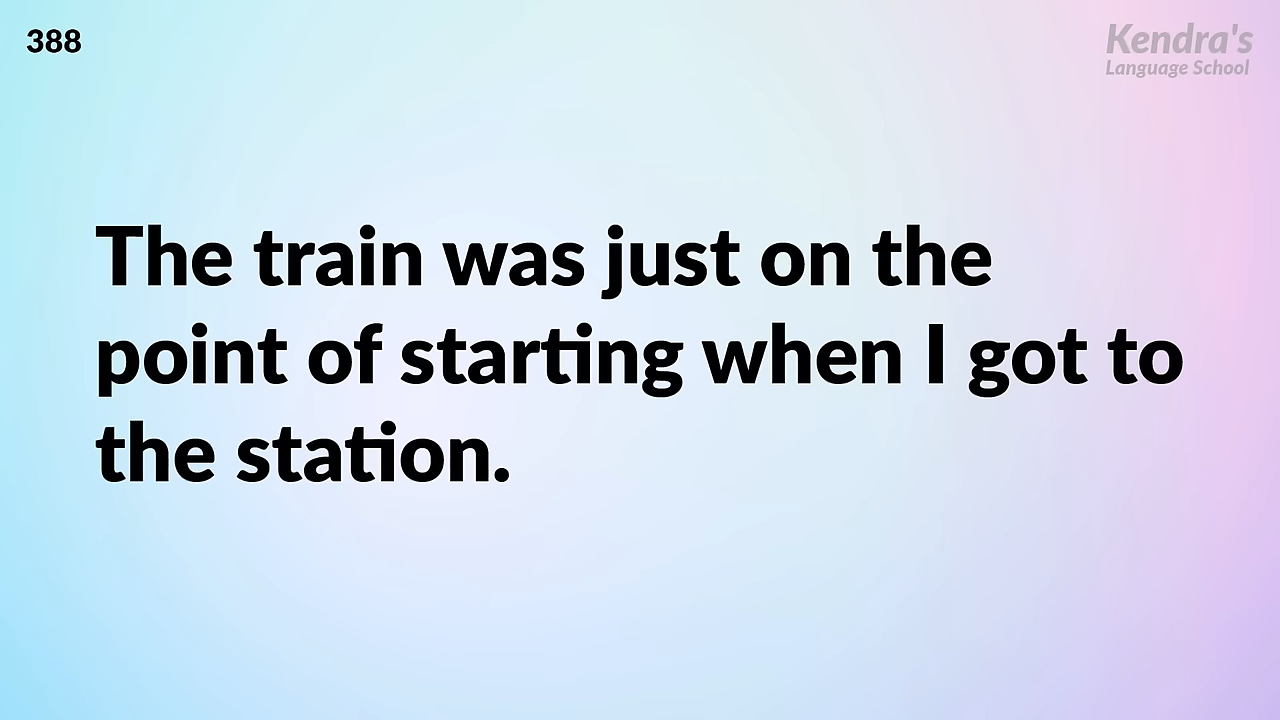 388
Kendra's
Language School
The train was just on the
point of starting when I got to
the station.